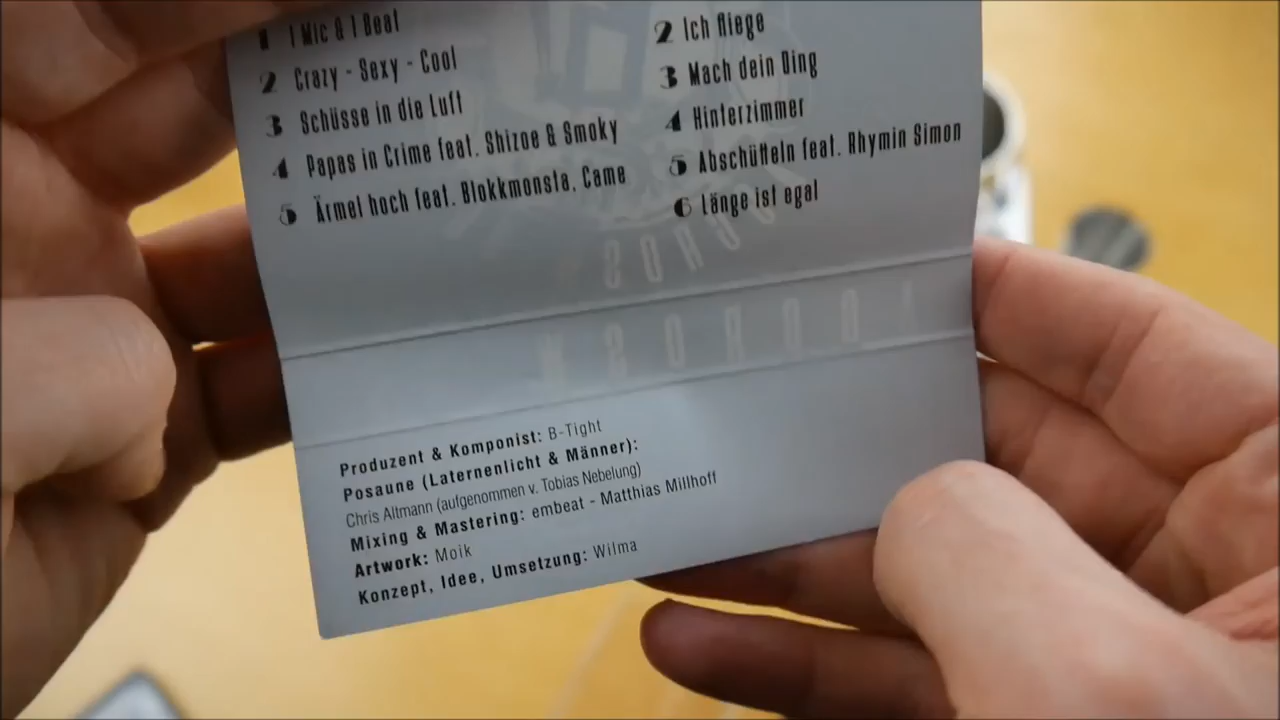 1 1 Mic & 1 Beat
2 Crazy - Sexy - Cool
3 Schüsse in die Luft
4 Papas in Crime feat. Shizoe & Smoky
5 Ärmel hoch feat. Blokkmonsta, Came
2 Ich fliege
3 Mach dein Ding
4 Hinterzimmer
5 Abschütteln feat. Rhymin Simon
6 Länge ist egal
Produzent & Komponist: B-Tight
Posaune (Laternenlicht & Männer):
Chris Altmann (aufgenommen v. Tobias Nebelung)
Mixing & Mastering: embeat - Matthias Millhoff
Artwork: Moik
Konzept, Idee, Umsetzung: Wilma